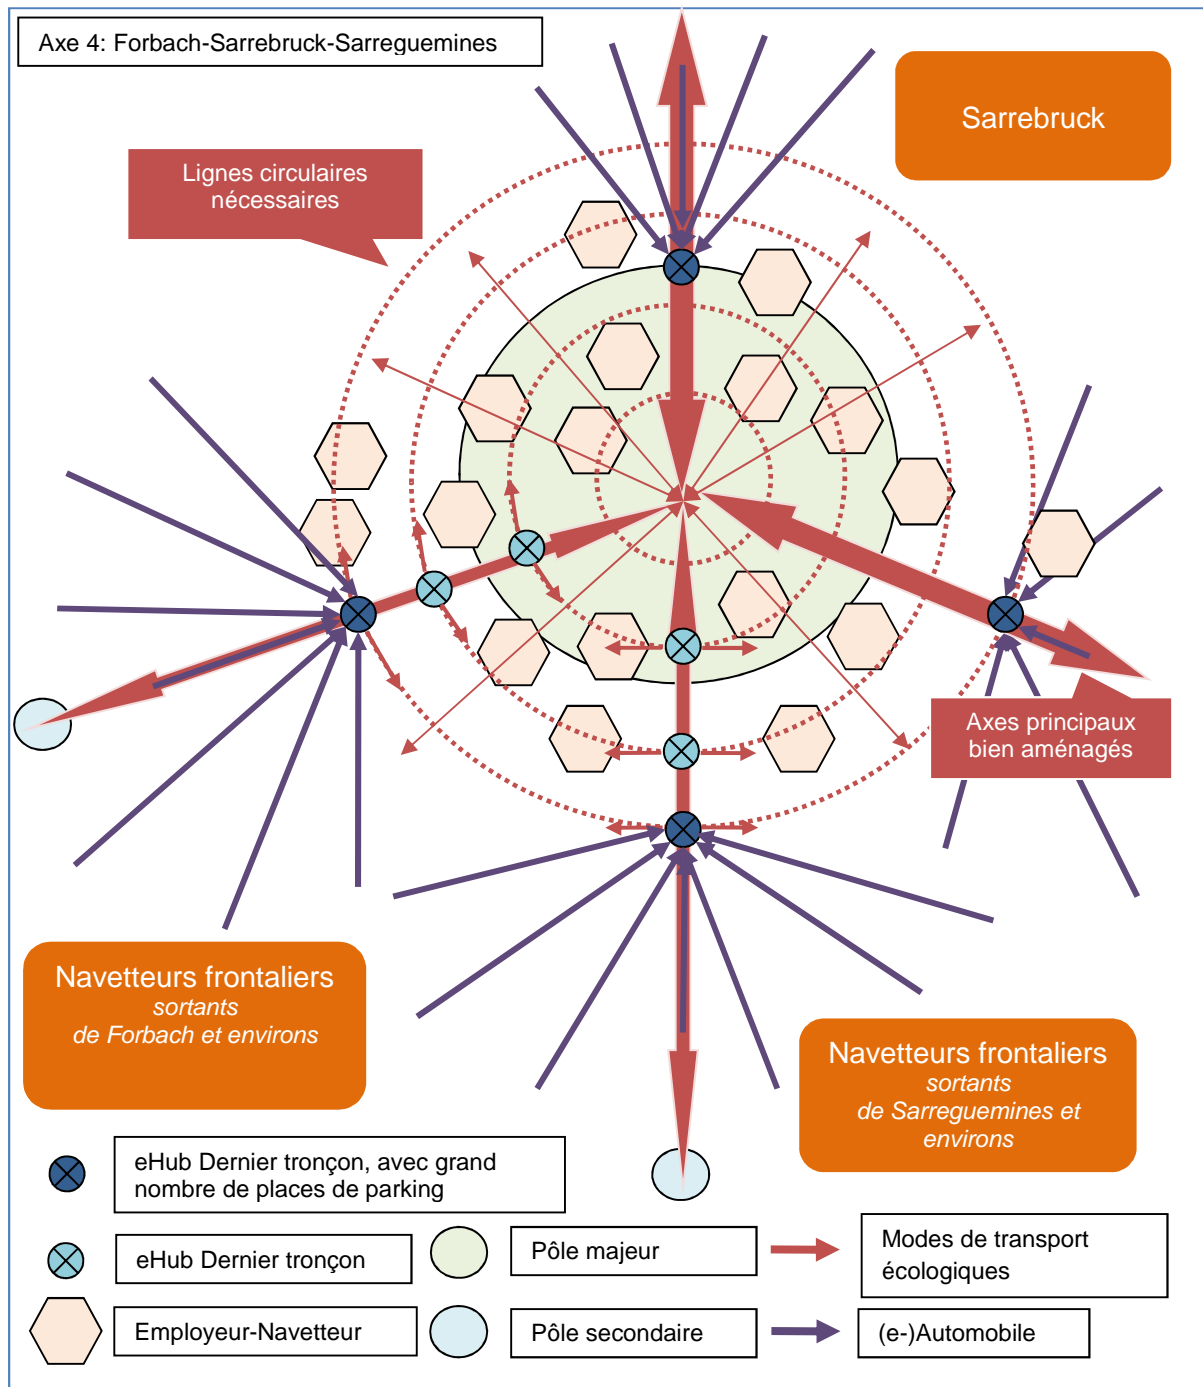 Axe 4: Forbach-Sarrebruck-Sarreguemines
Sarrebruck
Lignes circulaires
nécessaires
Axes principaux
bien aménagés
Navetteurs frontaliers
sortants
de Forbach et environs
Navetteurs frontaliers
sortants
de Sarreguemines et
environs
eHub Dernier tronçon, avec grand
nombre de places de parking
eHub Dernier tronçon
Pôle majeur
Modes de transport
écologiques
Employeur-Navetteur
Pôle secondaire
(e-)Automobile